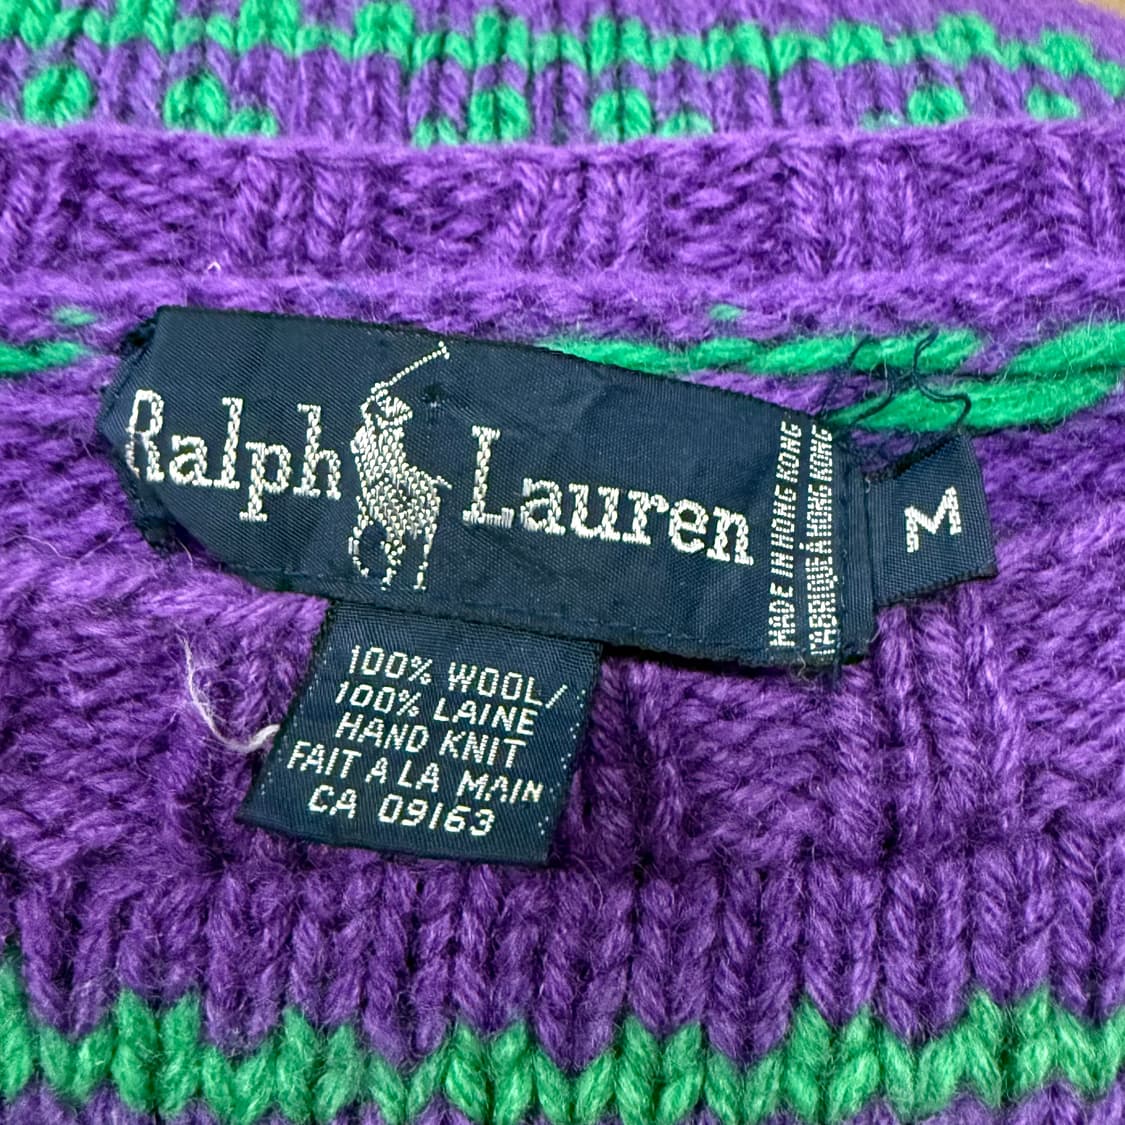 Ralph Lauren
MADE IN HONG KONG
FABRIQUÉ À HONG KONG
M
100% WOOL/
100% LAINE
HAND KNIT
FAIT A LA MAIN
CA 09163